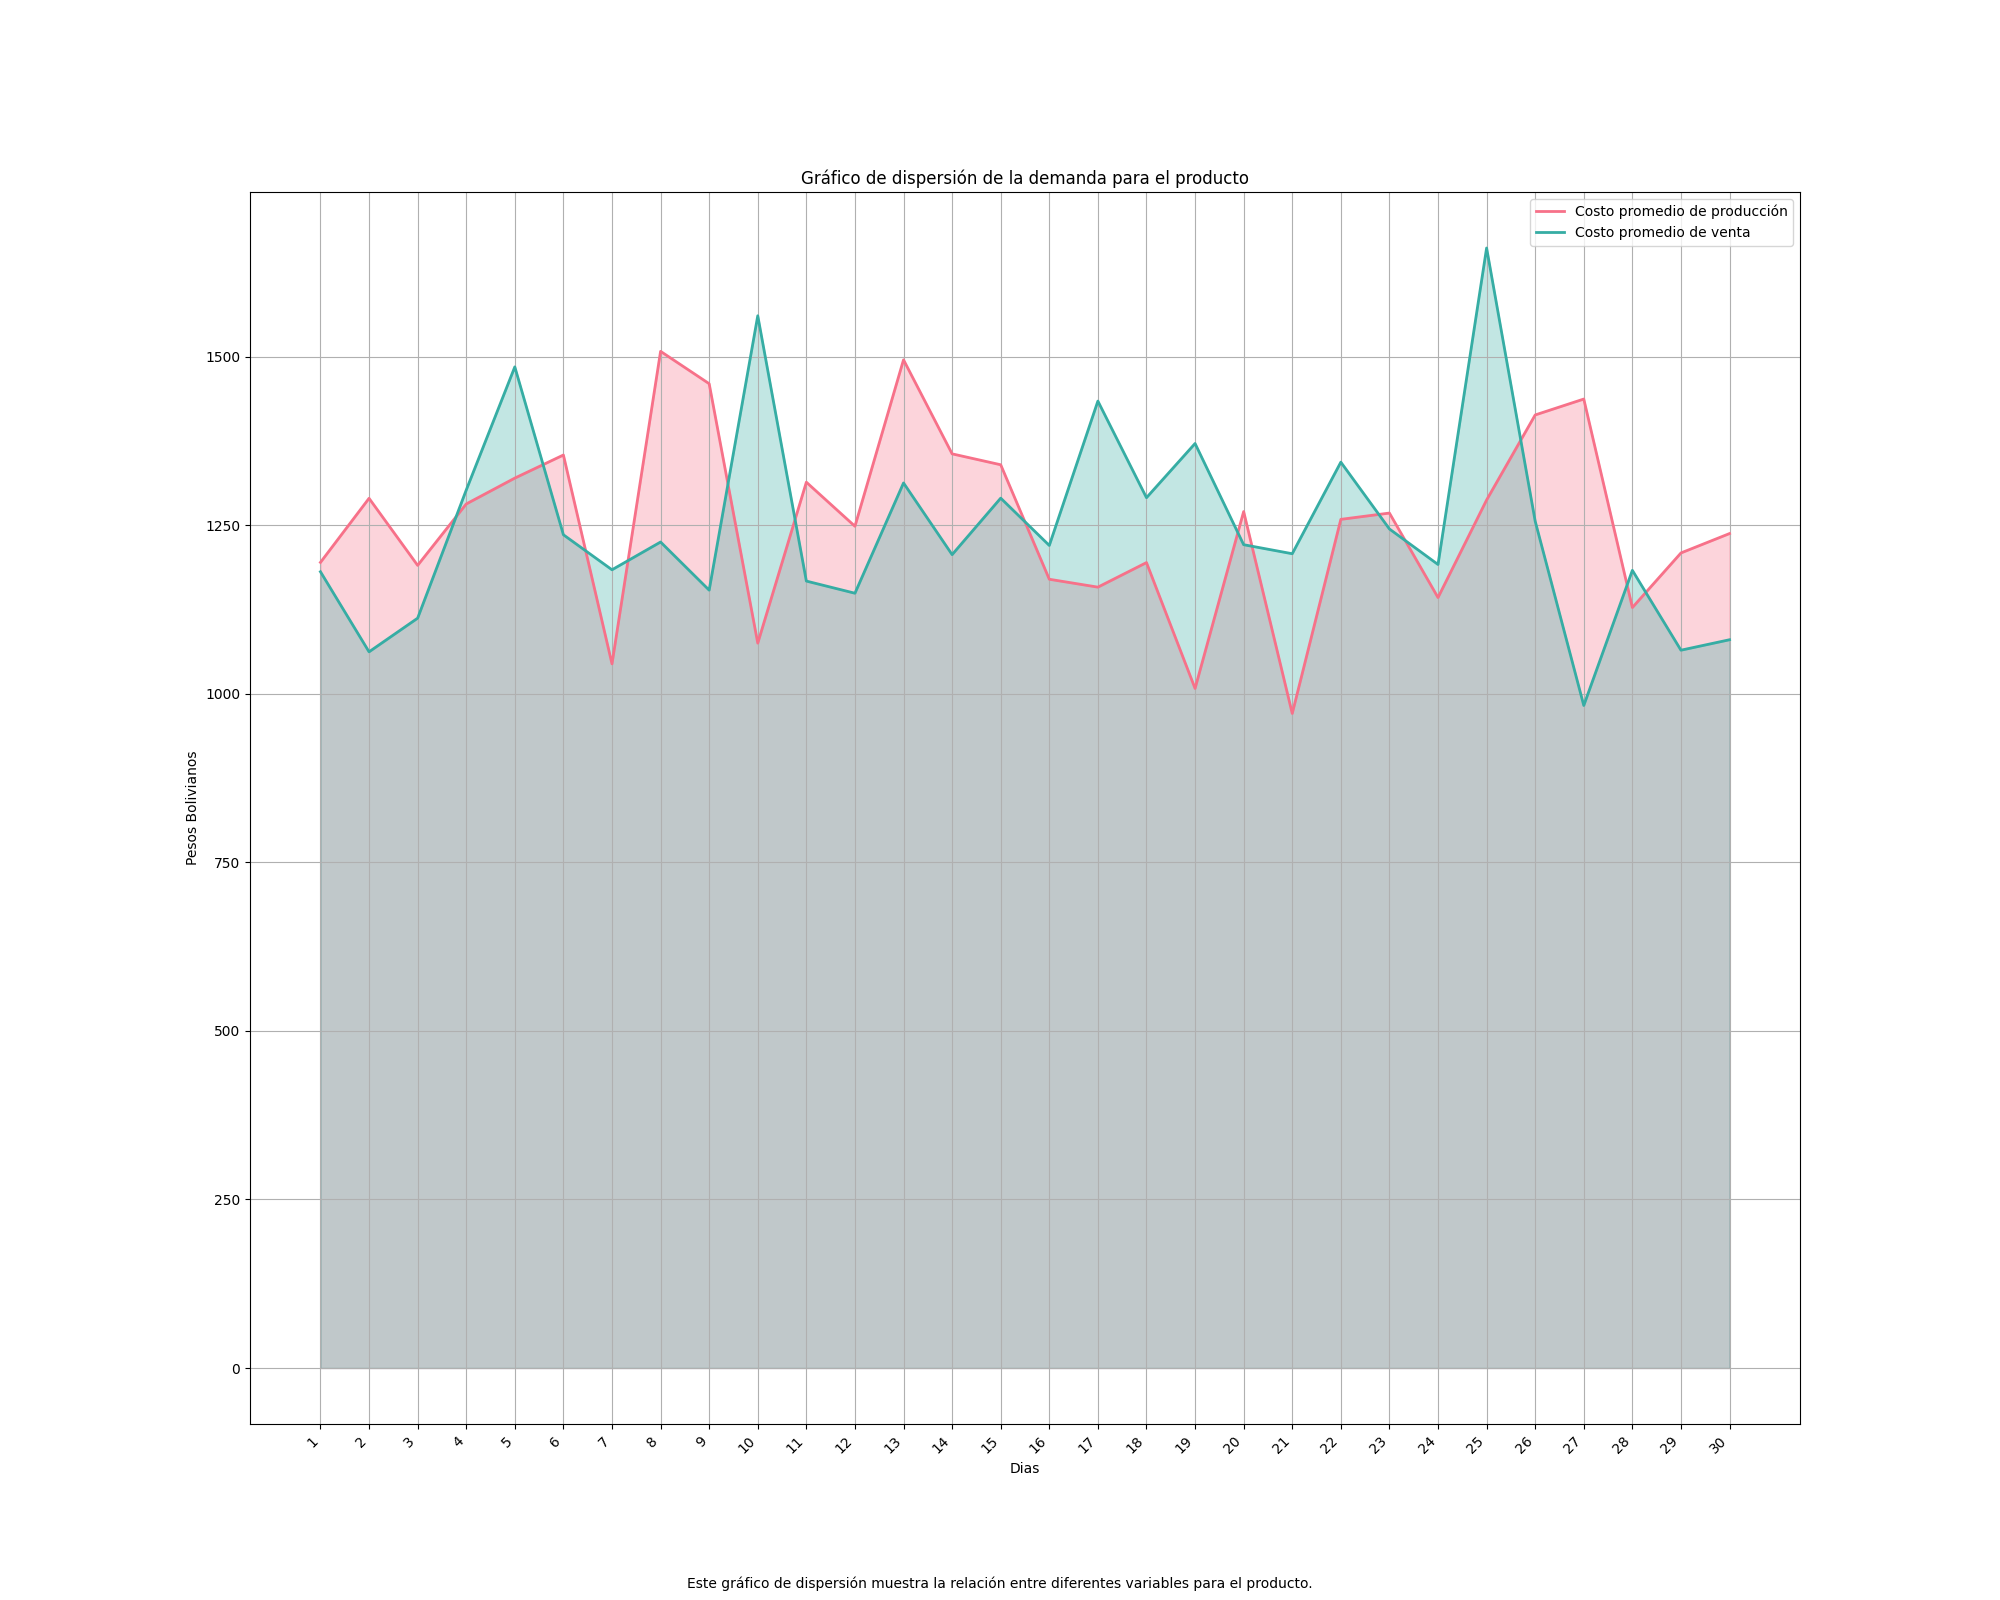 Gráfico de dispersión de la demanda para el producto
Costo promedio de producción
Costo promedio de venta
Pesos Bolivianos
1500
1250
1000
750
500
250
0
1 2 3 4 5 6 7 8 9 10 11 12 13 14 15 16 17 18 19 20 21 22 23 24 25 26 27 28 29 30
Dias
Este gráfico de dispersión muestra la relación entre diferentes variables para el producto.